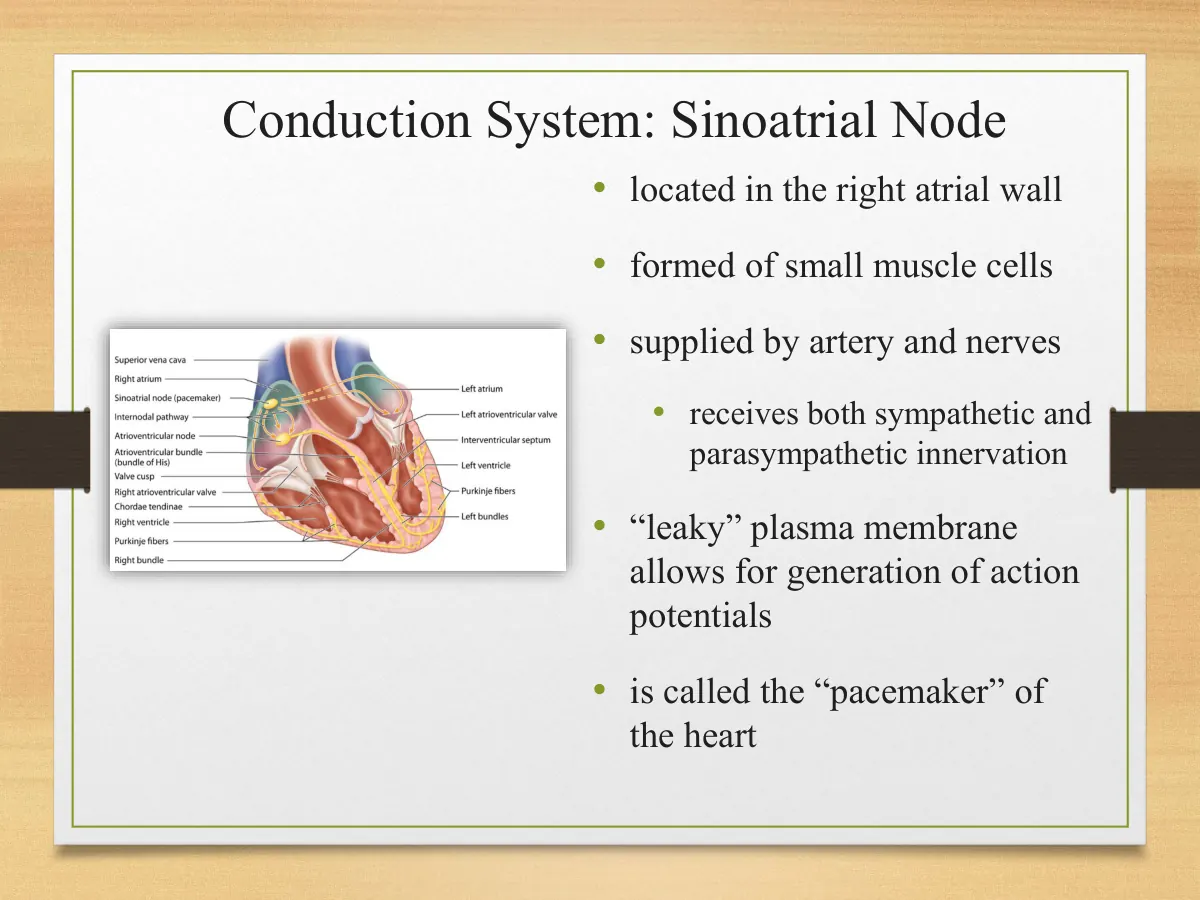 Conduction System: Sinoatrial Node
• located in the right atrial wall
• formed of small muscle cells
• supplied by artery and nerves
• receives both sympathetic and
parasympathetic innervation
• “leaky” plasma membrane
allows for generation of action
potentials
• is called the “pacemaker” of
the heart
Superior vena cava
Right atrium
Sinoatrial node (pacemaker)
Internodal pathway
Atrioventricular node
Atrioventricular bundle
(bundle of His)
Valve cusp
Right atrioventricular valve
Chordae tendinae
Right ventricle
Purkinje fibers
Right bundle
Left atrium
Left atrioventricular valve
Interventricular septum
Left ventricle
Purkinje fibers
Left bundles